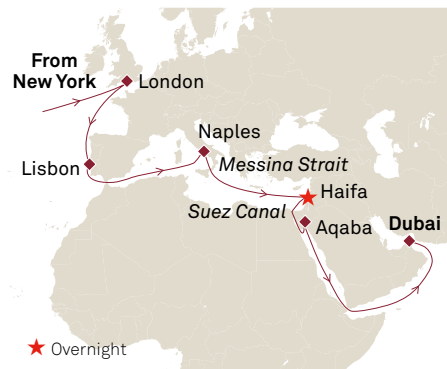 From
New York
London
Naples
Lisbon
Messina Strait
Haifa
Suez Canal
Aqaba
Dubai
Overnight